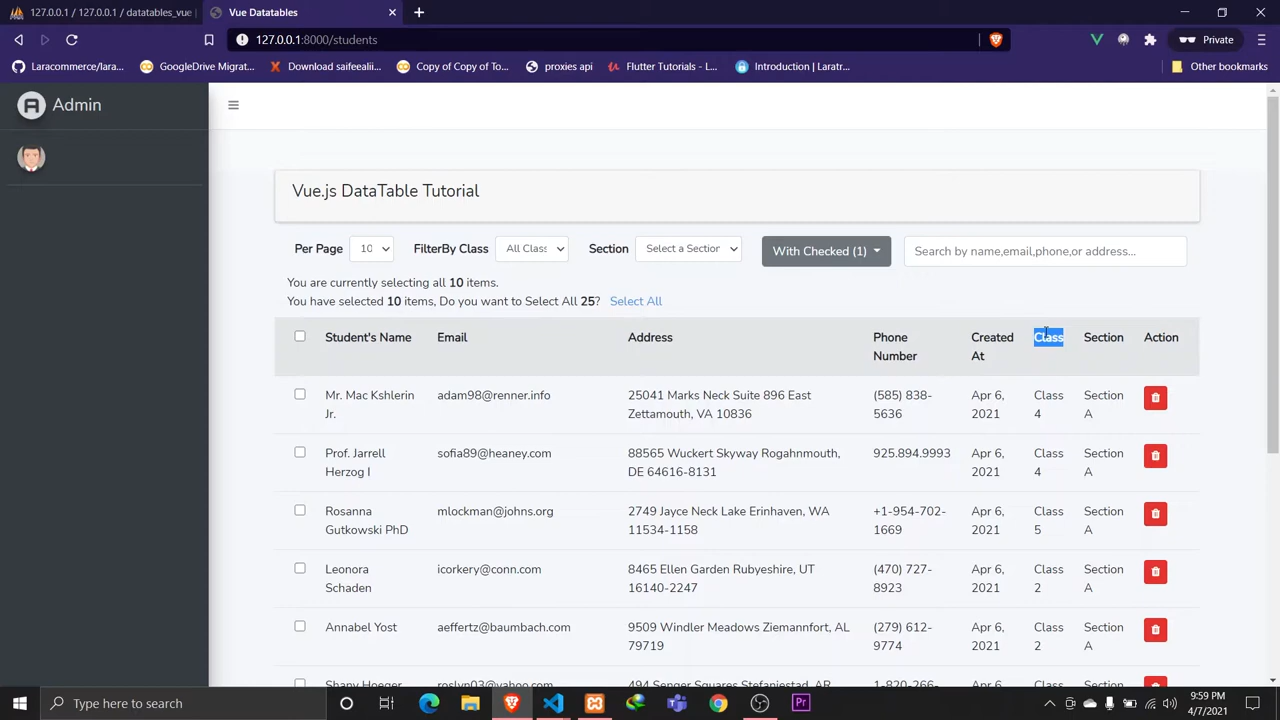 127.0.0.1 / 127.0.0.1 / datatables_vue
Vue Datatables
127.0.0.1:8000/students
Private
Laracommerce/lara...
GoogleDrive Migrat...
Download saifeealii...
Copy of Copy of To...
proxies api
Flutter Tutorials - L...
Introduction | Laratr...
Other bookmarks
Admin
Vue.js DataTable Tutorial
Per Page
10
FilterBy Class
All Class
Section
Select a Section
With Checked (1)
Search by name,email,phone,or address...
You are currently selecting all 10 items.
You have selected 10 items, Do you want to Select All 25? Select All
Student's Name Email Address Phone Number Created At Class Section Action
Mr. Mac Kshlerin Jr. adam98@renner.info 25041 Marks Neck Suite 896 East Zettamouth, VA 10836 (585) 838-5636 Apr 6, 2021 Class 4 Section A
Prof. Jarrell Herzog I sofia89@heaney.com 88565 Wuckert Skyway Rogahnmouth, DE 64616-8131 925.894.9993 Apr 6, 2021 Class 4 Section A
Rosanna Gutkowski PhD mlockman@johns.org 2749 Jayce Neck Lake Erinhaven, WA 11534-1158 +1-954-702-1669 Apr 6, 2021 Class 5 Section A
Leonora Schaden icorkery@conn.com 8465 Ellen Garden Rubyeshire, UT 16140-2247 (470) 727-8923 Apr 6, 2021 Class 2 Section A
Annabel Yost aeffertz@baumbach.com 9509 Windler Meadows Ziemannfort, AL 79719 (279) 612-9774 Apr 6, 2021 Class 2 Section A
Shany Hoeger roslyn03@yahoo.com 494 Senger Squares Stefaniestad, AR 1-820-266- Apr 6, Class Section
Type here to search
9:59 PM
4/7/2021